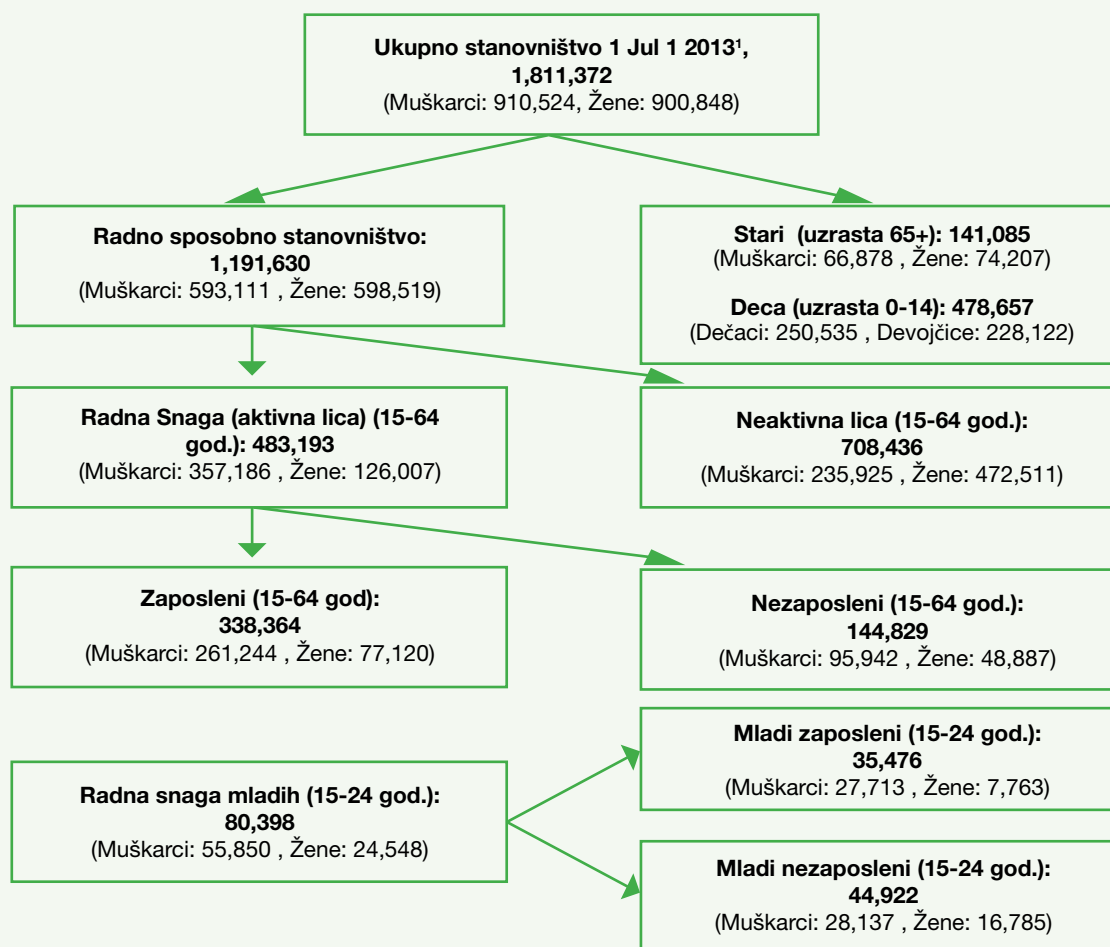 Ukupno stanovništvo 1 Jul 1 2013¹,
1,811,372
(Muškarci: 910,524, Žene: 900,848)
Radno sposobno stanovništvo:
1,191,630
(Muškarci: 593,111 , Žene: 598,519)
Stari (uzrasta 65+): 141,085
(Muškarci: 66,878 , Žene: 74,207)
Deca (uzrasta 0-14): 478,657
(Dečaci: 250,535 , Devojčice: 228,122)
Radna Snaga (aktivna lica) (15-64
god.): 483,193
(Muškarci: 357,186 , Žene: 126,007)
Neaktivna lica (15-64 god.):
708,436
(Muškarci: 235,925 , Žene: 472,511)
Zaposleni (15-64 god):
338,364
(Muškarci: 261,244 , Žene: 77,120)
Nezaposleni (15-64 god.):
144,829
(Muškarci: 95,942 , Žene: 48,887)
Radna snaga mladih (15-24 god.):
80,398
(Muškarci: 55,850 , Žene: 24,548)
Mladi zaposleni (15-24 god.):
35,476
(Muškarci: 27,713 , Žene: 7,763)
Mladi nezaposleni (15-24 god.):
44,922
(Muškarci: 28,137 , Žene: 16,785)